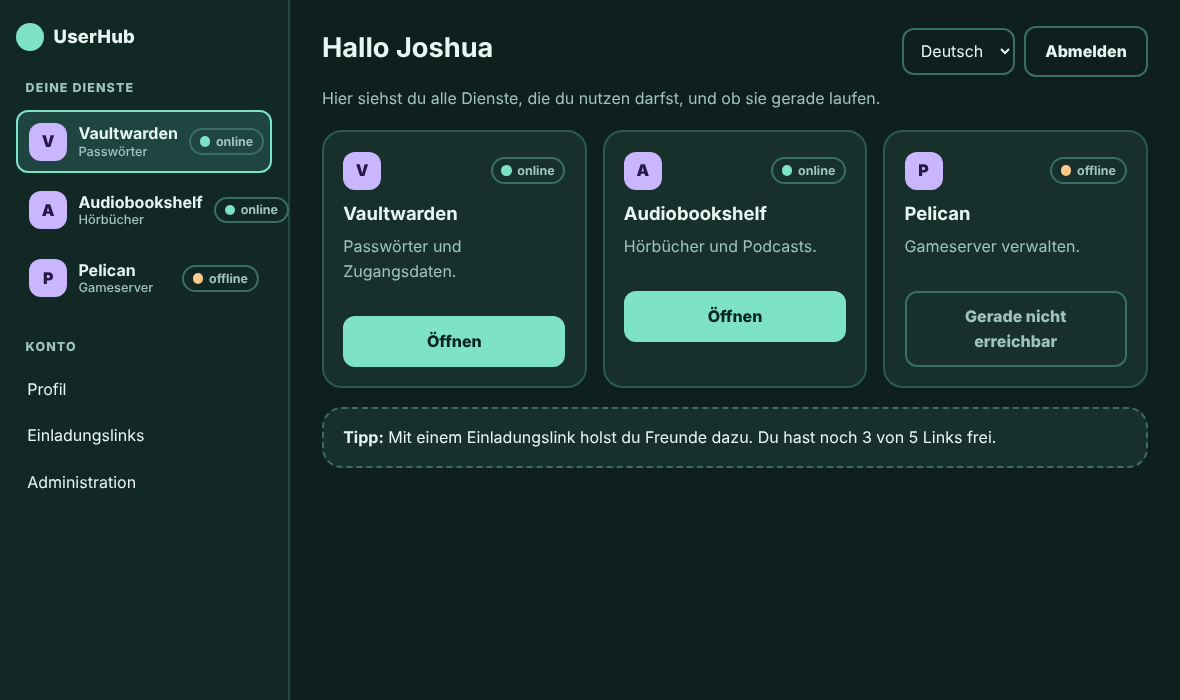 UserHub
DEINE DIENSTE
V
Vaultwarden
Passwörter
online
A
Audiobookshelf
Hörbücher
online
P
Pelican
Gameserver
offline
KONTO
Profil
Einladungslinks
Administration
Hallo Joshua
Deutsch
Abmelden
Hier siehst du alle Dienste, die du nutzen darfst, und ob sie gerade laufen.
V
online
Vaultwarden
Passwörter und
Zugangsdaten.
Öffnen
A
online
Audiobookshelf
Hörbücher und Podcasts.
Öffnen
P
offline
Pelican
Gameserver verwalten.
Gerade nicht
erreichbar
Tipp: Mit einem Einladungslink holst du Freunde dazu. Du hast noch 3 von 5 Links frei.